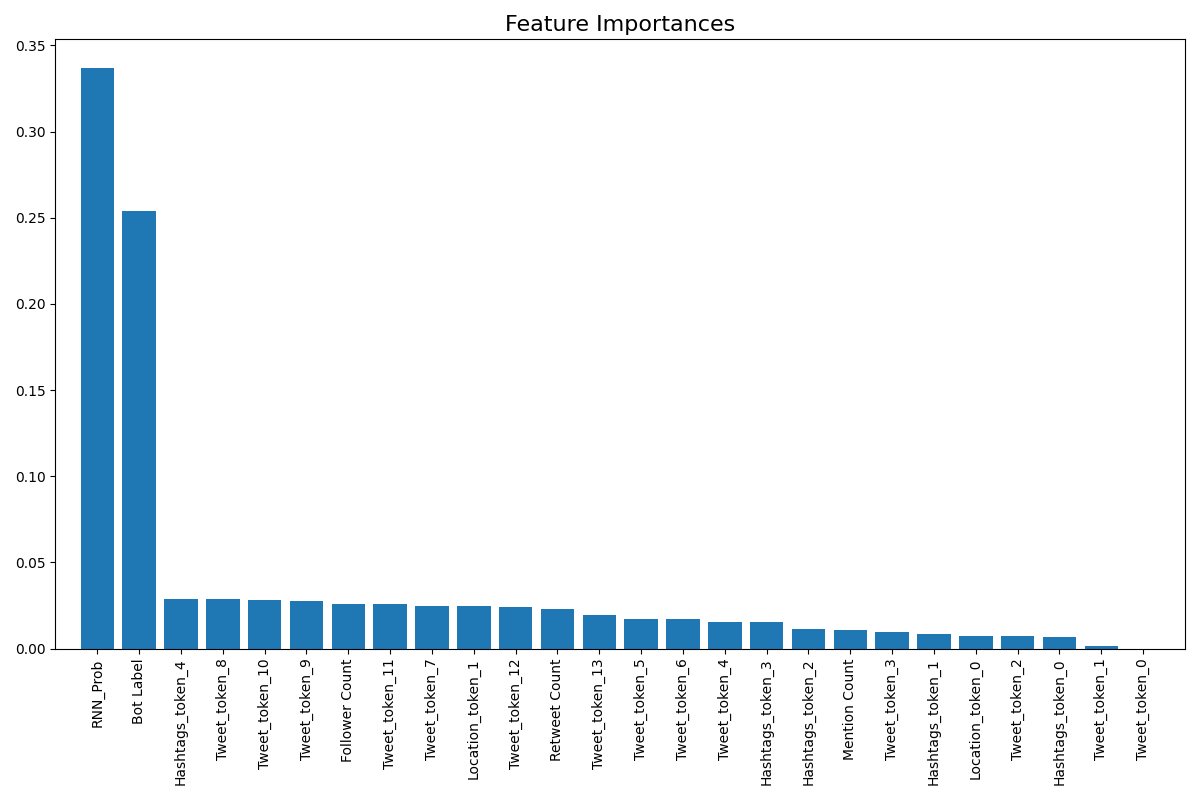 Feature Importances
0.35
0.30
0.25
0.20
0.15
0.10
0.05
0.00
RNN_Prob
Bot Label
Hashtags_token_4
Tweet_token_8
Tweet_token_10
Tweet_token_9
Follower Count
Tweet_token_11
Tweet_token_7
Location_token_1
Tweet_token_12
Retweet Count
Tweet_token_13
Tweet_token_5
Tweet_token_6
Tweet_token_4
Hashtags_token_3
Hashtags_token_2
Mention Count
Tweet_token_3
Hashtags_token_1
Location_token_0
Tweet_token_2
Hashtags_token_0
Tweet_token_1
Tweet_token_0